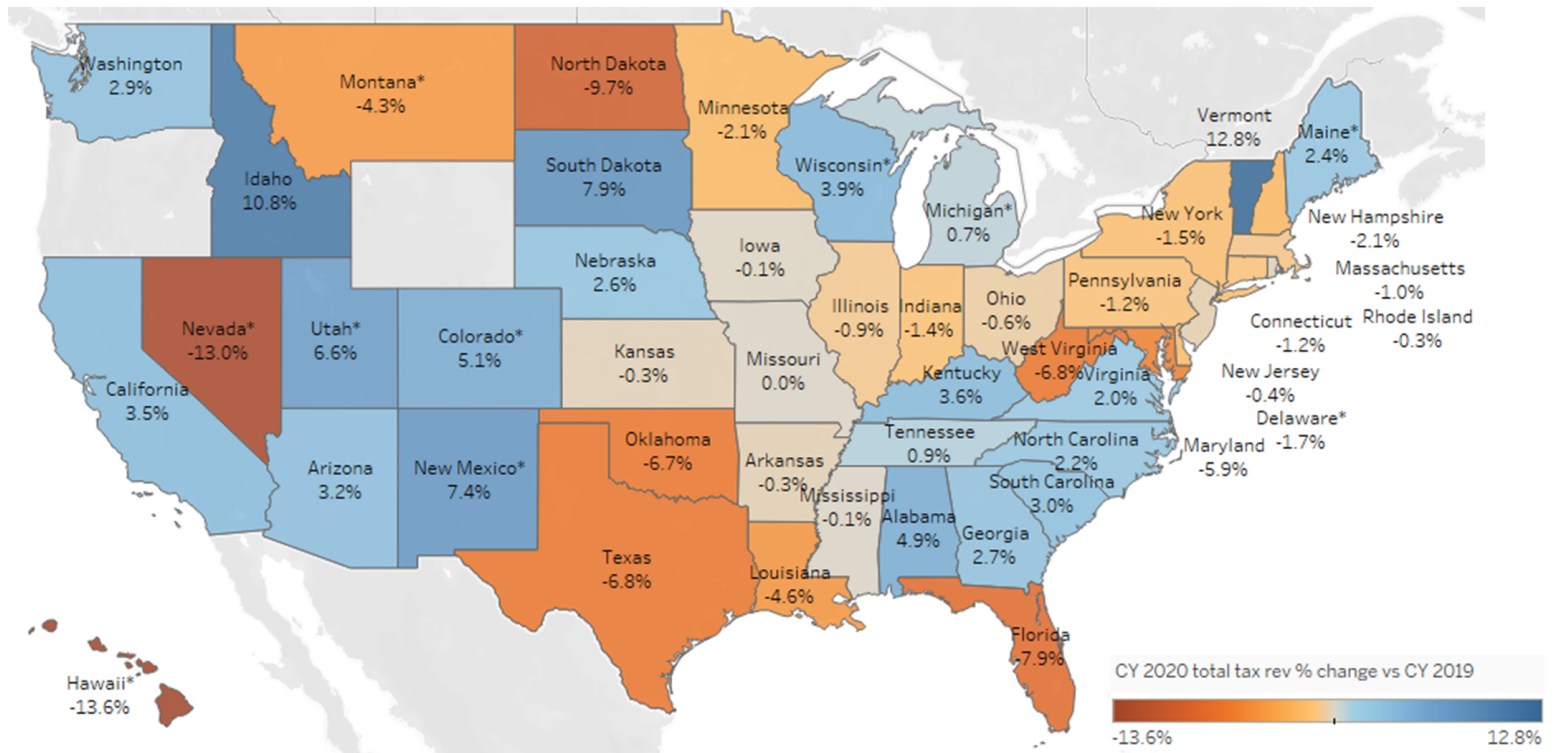 Washington
2.9%
Montana*
-4.3%
North Dakota
-9.7%
Minnesota
-2.1%
Idaho
10.8%
South Dakota
7.9%
Wisconsin*
3.9%
Michigan*
0.7%
Vermont
12.8%
Maine*
2.4%
New York
-1.5%
New Hampshire
-2.1%
Massachusetts
-1.0%
Connecticut
-1.2%
Rhode Island
-0.3%
Nebraska
2.6%
Iowa
-0.1%
Illinois
-0.9%
Indiana
-1.4%
Ohio
-0.6%
Pennsylvania
-1.2%
New Jersey
-0.4%
Delaware*
-1.7%
Maryland
-5.9%
Nevada*
-13.0%
Utah*
6.6%
Colorado*
5.1%
Kansas
-0.3%
Missouri
0.0%
Kentucky
3.6%
West Virginia
-6.8%
Virginia
2.0%
California
3.5%
Arizona
3.2%
New Mexico*
7.4%
Oklahoma
-6.7%
Arkansas
-0.3%
Tennessee
0.9%
North Carolina
2.2%
South Carolina
3.0%
Texas
-6.8%
Louisiana
-4.6%
Mississippi
-0.1%
Alabama
4.9%
Georgia
2.7%
Florida
-7.9%
Hawaii*
-13.6%
CY 2020 total tax rev % change vs CY 2019
-13.6%
12.8%